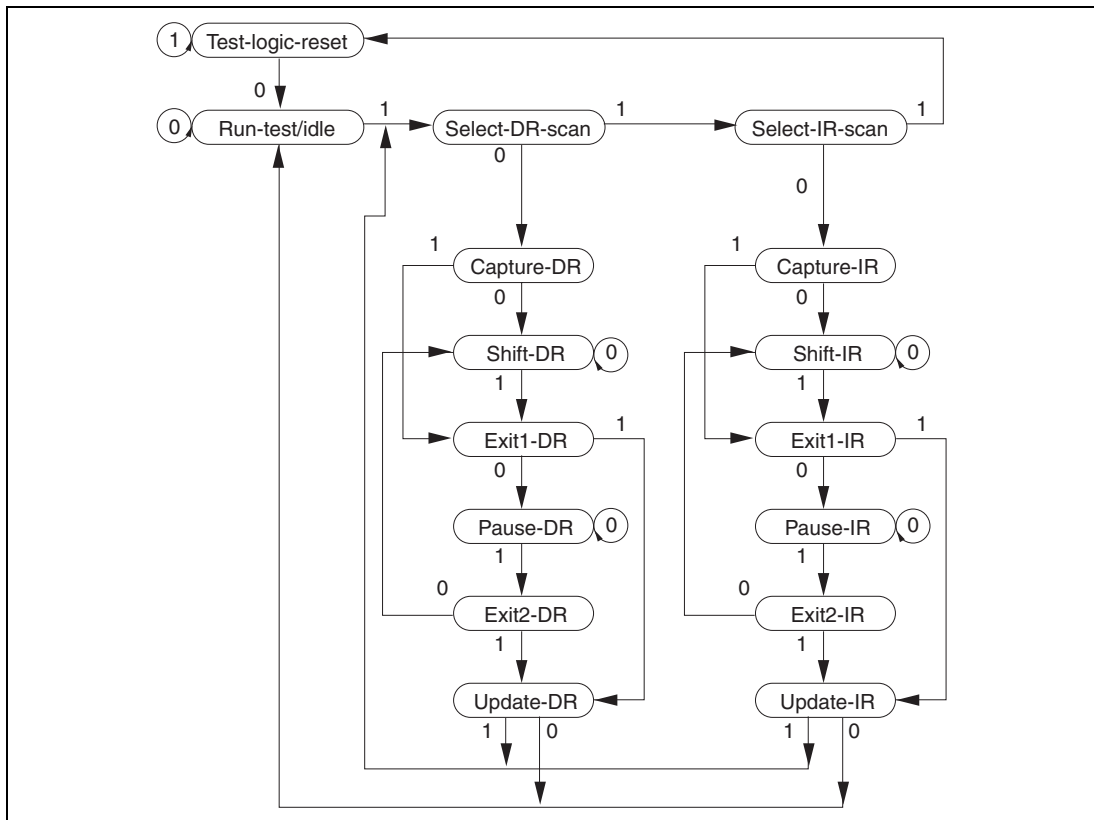 1 Test-logic-reset
0
0 Run-test/idle 1 Select-DR-scan 1 Select-IR-scan 1
0 0
1 1
Capture-DR Capture-IR
0 0
Shift-DR 0 Shift-IR 0
1 1
Exit1-DR 1 Exit1-IR 1
0 0
Pause-DR 0 Pause-IR 0
1 1
0 Exit2-DR 0 Exit2-IR
1 1
Update-DR Update-IR
1 0 1 0